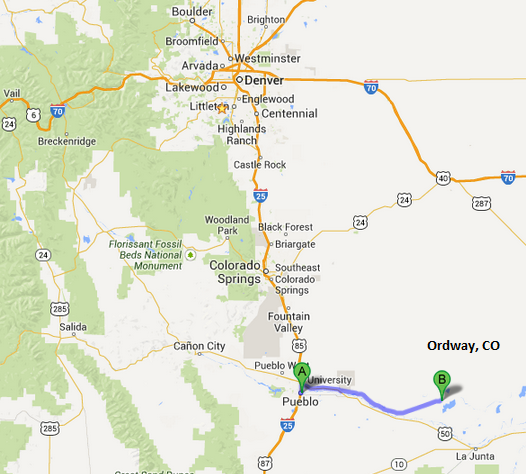 Boulder
Brighton
Broomfield
Westminster
Arvada
Vail
Lakewood
Denver
70
70
6
Littleton
Englewood
24
Centennial
Breckenridge
Highlands
Ranch
Castle Rock
40
70
25
287
24
Woodland
Park
24
Black Forest
Florissant Fossil
Beds National
Monument
Briargate
24
Colorado
Springs
Southeast
Colorado
Springs
285
Fountain
Valley
Salida
85
Cañon City
Ordway, CO
Pueblo W
A
University
B
Pueblo
285
25
50
La Junta
87
10